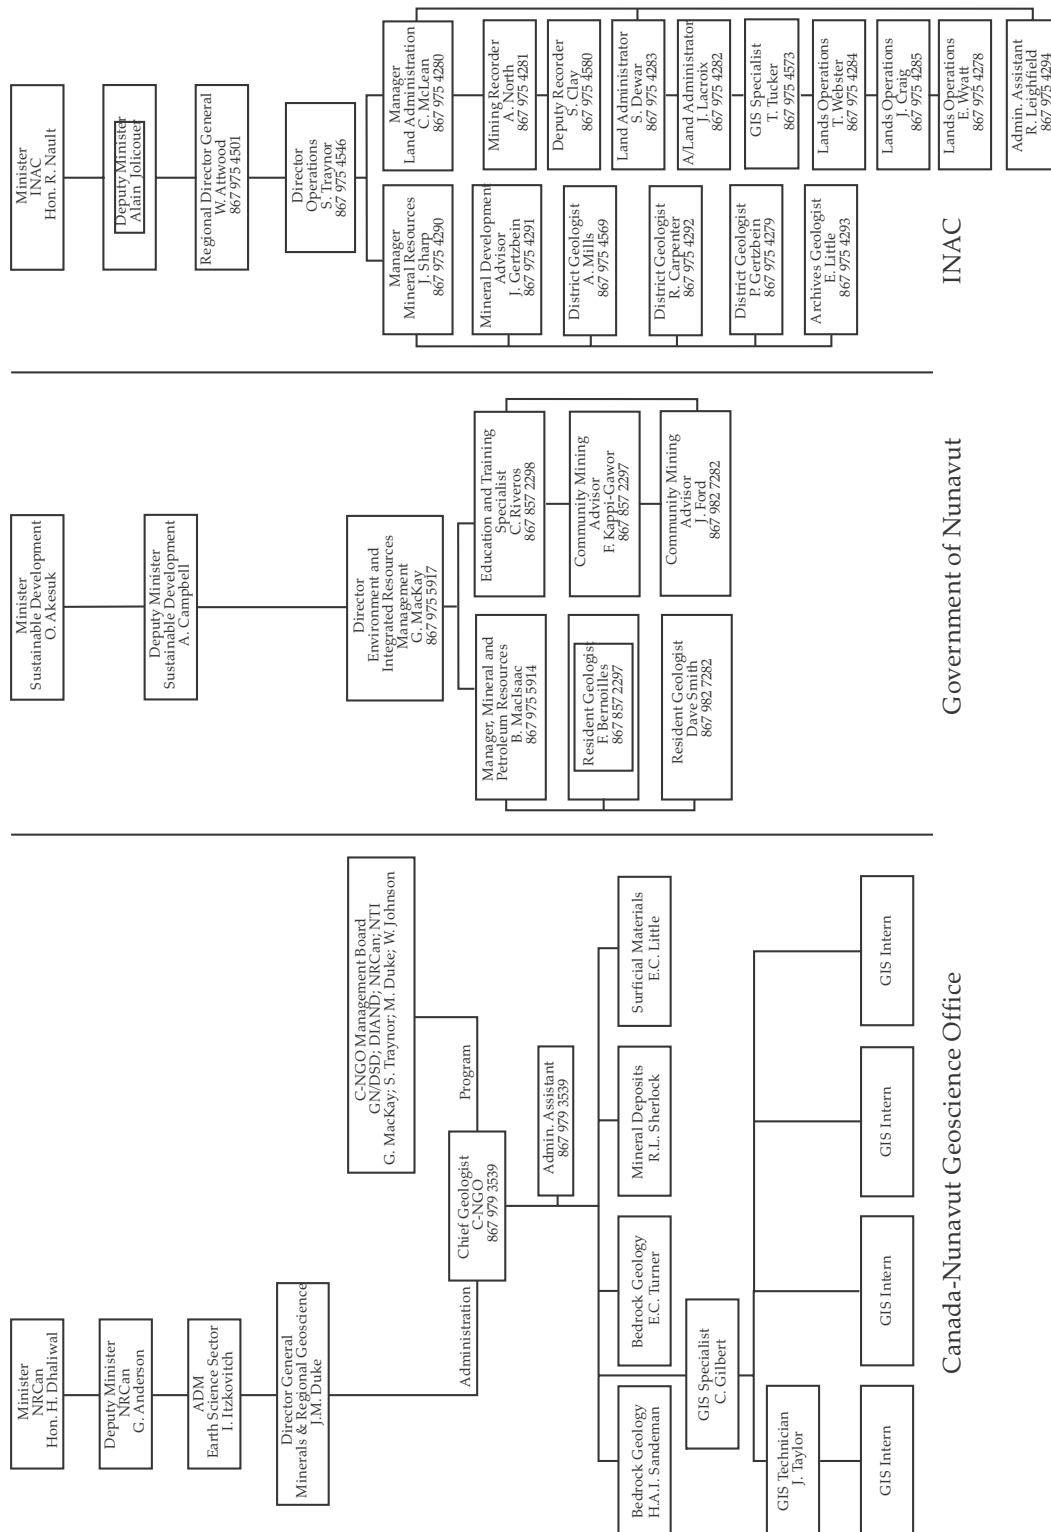 Minister
NRCan
Hon. H. Dhaliwal
Deputy Minister
NRCan
G. Anderson
ADM
Earth Science Sector
I. Itzkovitch
Director General
Minerals & Regional Geoscience
J.M. Duke
C-NGO Management Board
GN/DSD; DIAND; NRCan; NTI
G. MacKay; S. Traynor; M. Duke; W. Johnson
Administration
Program
Chief Geologist
C-NGO
867 979 3539
Admin. Assistant
867 979 3539
Bedrock Geology
H.A.I. Sandeman
Bedrock Geology
E.C. Turner
Mineral Deposits
R.L. Sherlock
Surficial Materials
E.C. Little
GIS Specialist
C. Gilbert
GIS Technician
J. Taylor
GIS Intern
GIS Intern
GIS Intern
GIS Intern
Canada-Nunavut Geoscience Office
Minister
Sustainable Development
O. Akesuk
Deputy Minister
Sustainable Development
A. Campbell
Director
Environment and
Integrated Resources
Management
G. MacKay
867 975 5917
Manager, Mineral and
Petroleum Resources
B. MacIsaac
867 975 5914
Resident Geologist
F. Bernoilles
867 857 2297
Resident Geologist
Dave Smith
867 982 7282
Education and Training
Specialist
C. Riveros
867 857 2298
Community Mining
Advisor
F. Kappi-Gawor
867 857 2297
Community Mining
Advisor
J. Ford
867 982 7282
Government of Nunavut
Minister
INAC
Hon. R. Nault
Deputy Minister
Alain Jolicouer
Regional Director General
W. Attwood
867 975 4501
Director
Operations
S. Traynor
867 975 4546
Manager
Mineral Resources
J. Sharp
867 975 4290
Mineral Development
Advisor
J. Gertzbein
867 975 4291
District Geologist
A. Mills
867 975 4569
District Geologist
R. Carpenter
867 975 4292
District Geologist
P. Gertzbein
867 975 4279
Archives Geologist
E. Little
867 975 4293
Manager
Land Administration
C. McLean
867 975 4280
Mining Recorder
A. North
867 975 4281
Deputy Recorder
S. Clay
867 975 4580
Land Administrator
S. Dewar
867 975 4283
A/Land Administrator
J. Lacroix
867 975 4282
GIS Specialist
T. Tucker
867 975 4573
Lands Operations
T. Webster
867 975 4284
Lands Operations
J. Craig
867 975 4285
Lands Operations
E. Wyatt
867 975 4278
Admin. Assistant
R. Leighfield
867 975 4294
INAC